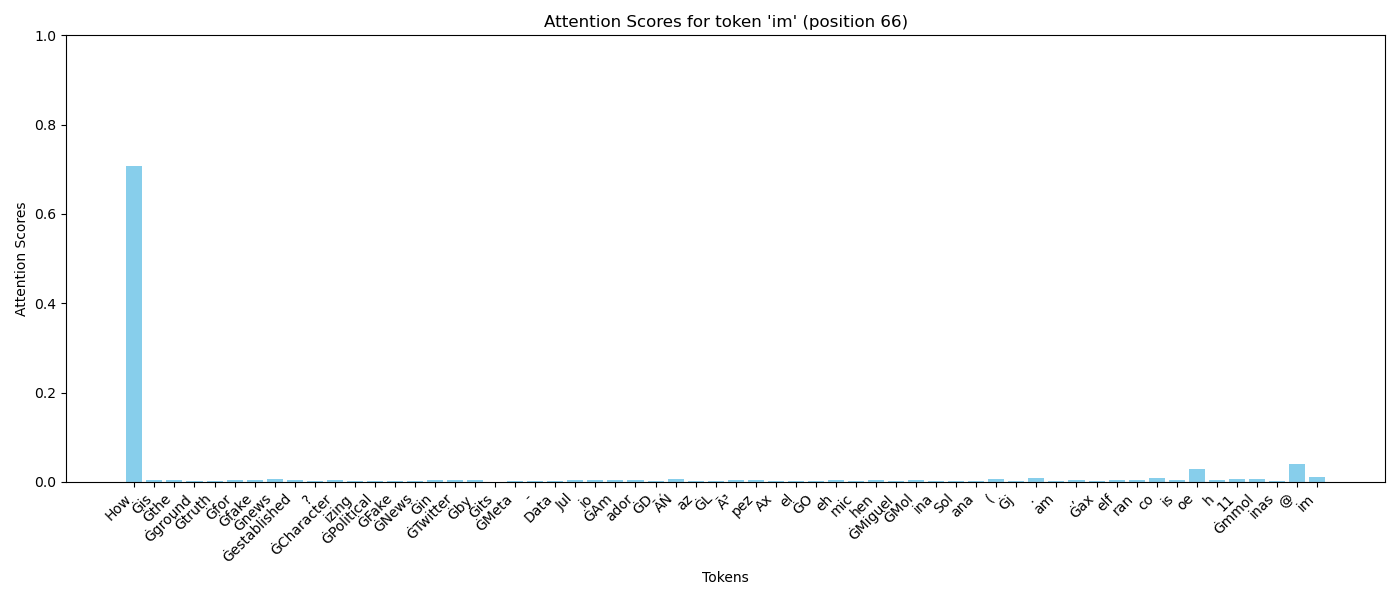 Attention Scores for token 'im' (position 66)
1.0
0.8
0.6
0.4
0.2
0.0
Attention Scores
How
Ġis
Ġthe
Ġground
Ġtruth
Ġfor
Ġfake
Ġnews
Ġestablished
?
ĠCharacter
izing
ĠPolitical
ĠFake
ĠNews
Ġin
ĠTwitter
Ġby
Ġits
ĠMeta
-
Data
Jul
io
ĠAm
ador
ĠD
ÃŃ
az
ĠL
Ã³
pez
Ax
el
ĠO
eh
mic
hen
ĠMiguel
ĠMol
ina
Sol
ana
(
Ġj
.
am
Ġax
elf
ran
co
is
oe
h
11
Ġmmol
inas
@
im
Tokens